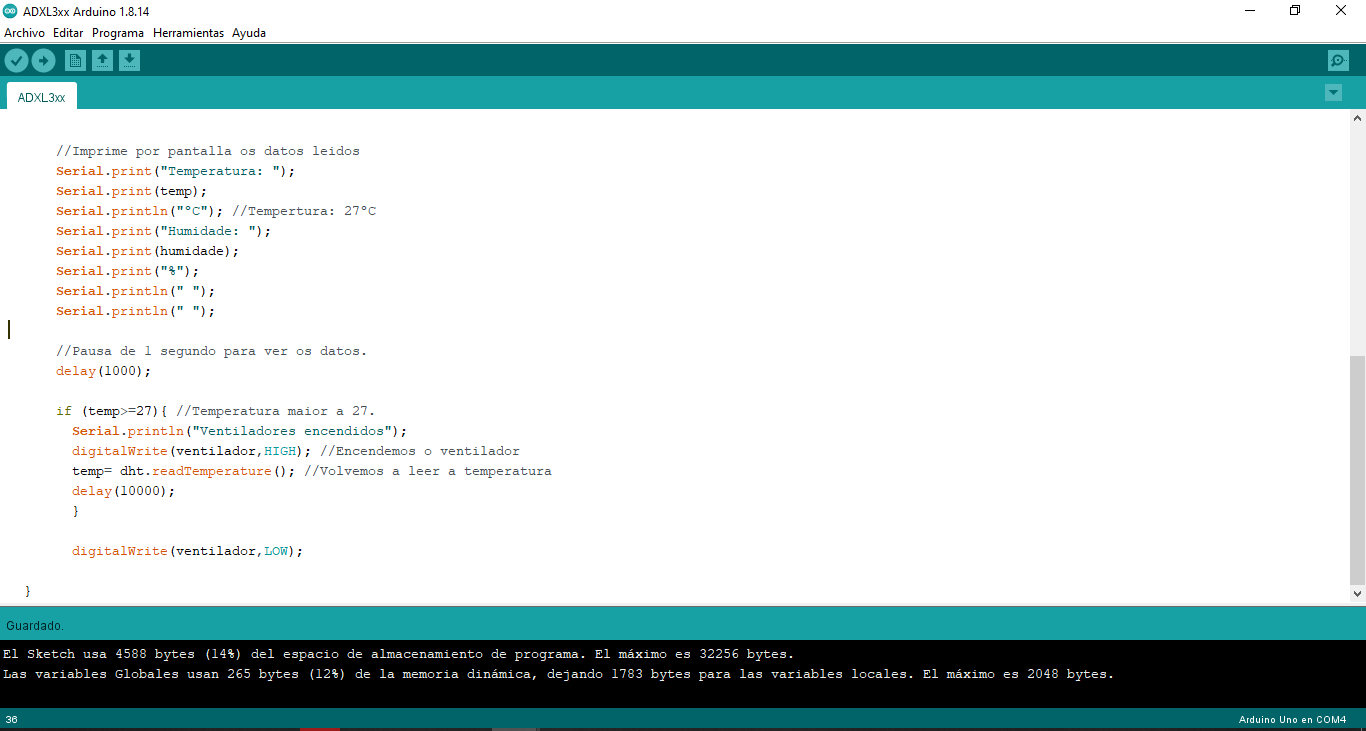 ADXL3xx Arduino 1.8.14
Archivo Editar Programa Herramientas Ayuda
ADXL3xx
//Imprime por pantalla os datos leidos
Serial.print("Temperatura: ");
Serial.print(temp);
Serial.println("°C"); //Tempertura: 27°C
Serial.print("Humidade: ");
Serial.print(humidade);
Serial.print("%");
Serial.println(" ");
Serial.println(" ");
//Pausa de 1 segundo para ver os datos.
delay(1000);
if (temp>=27){ //Temperatura maior a 27.
Serial.println("Ventiladores encendidos");
digitalWrite(ventilador,HIGH); //Encendemos o ventilador
temp= dht.readTemperature(); //Volvemos a leer a temperatura
delay(10000);
}
digitalWrite(ventilador,LOW);
}
Guardado.
El Sketch usa 4588 bytes (14%) del espacio de almacenamiento de programa. El máximo es 32256 bytes.
Las variables Globales usan 265 bytes (12%) de la memoria dinámica, dejando 1783 bytes para las variables locales. El máximo es 2048 bytes.
36
Arduino Uno en COM4